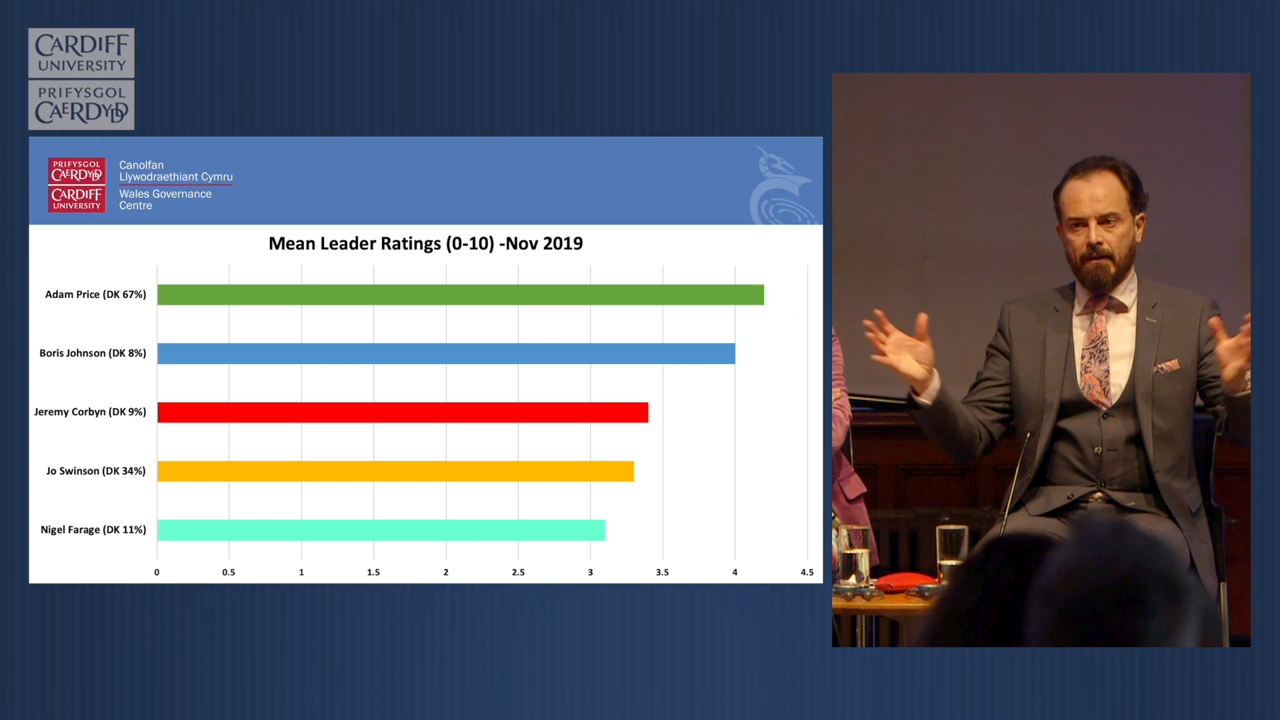 CARDIFF
UNIVERSITY
PRIFYSGOL
CAERDYDD
PRIFYSGOL
CAERDYDD
CARDIFF
UNIVERSITY
Canolfan
Llywodraethiant Cymru
Wales Governance
Centre
Mean Leader Ratings (0-10) -Nov 2019
Adam Price (DK 67%)
Boris Johnson (DK 8%)
Jeremy Corbyn (DK 9%)
Jo Swinson (DK 34%)
Nigel Farage (DK 11%)
0 0.5 1 1.5 2 2.5 3 3.5 4 4.5